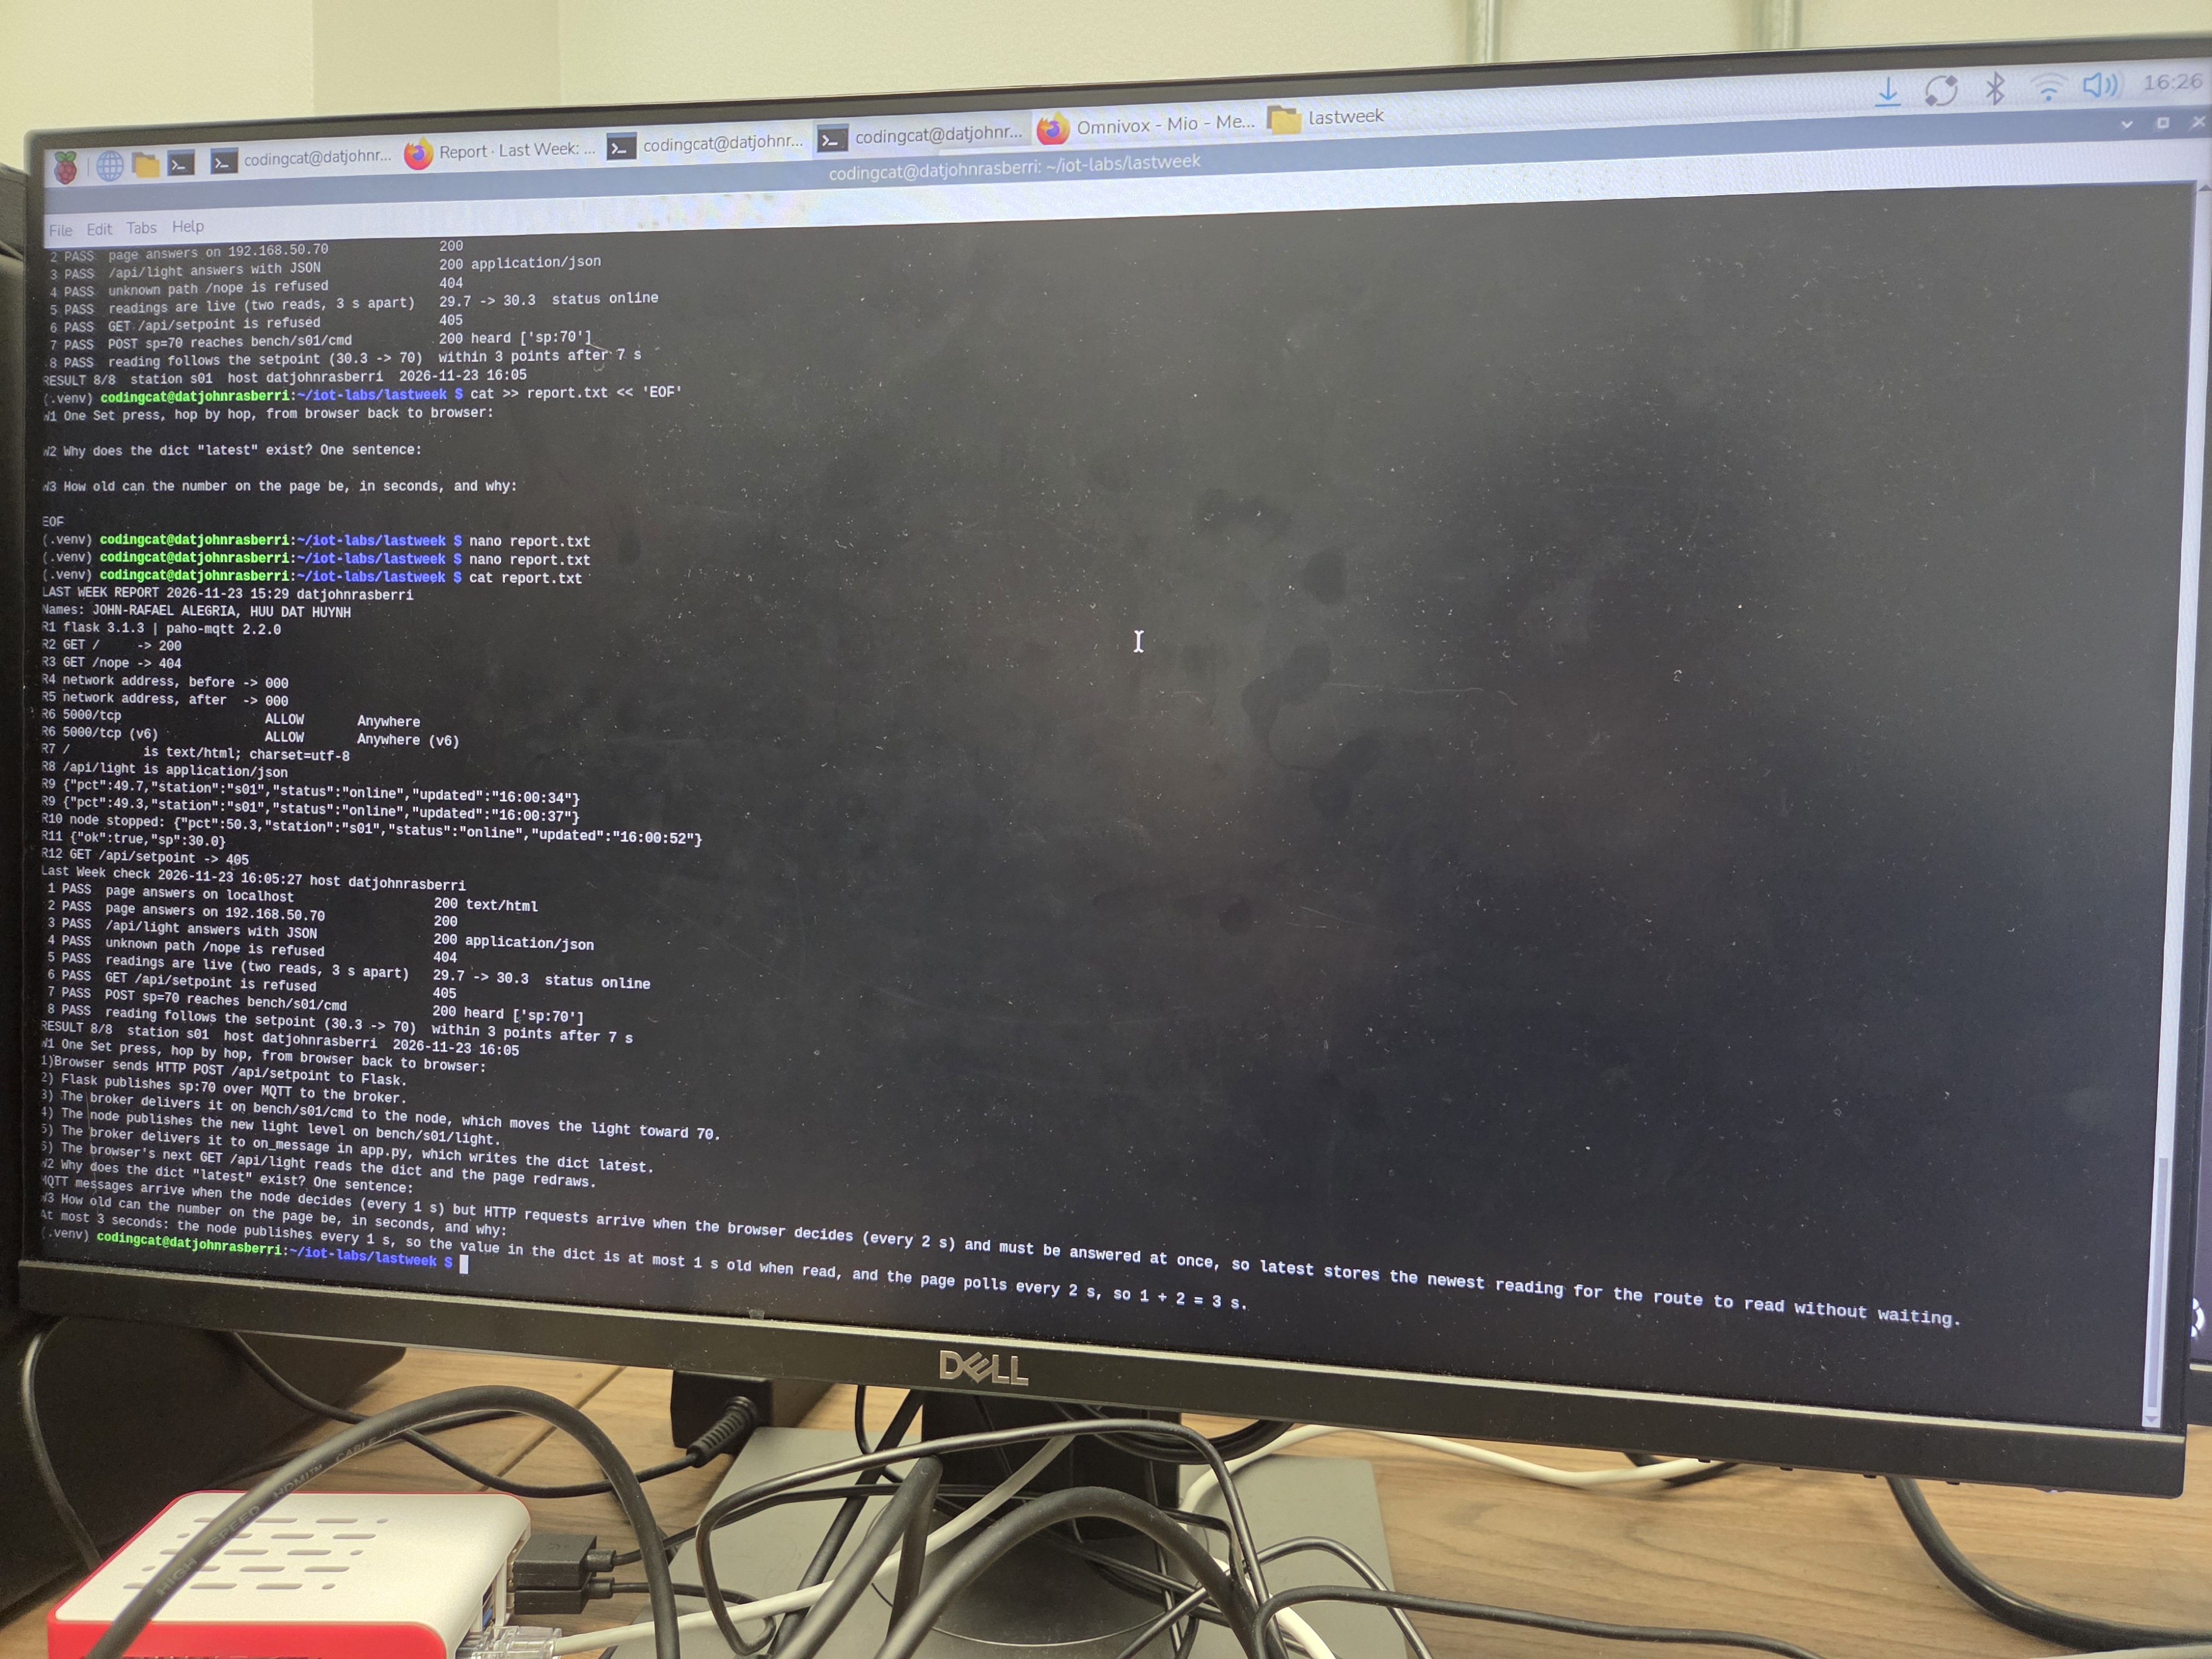 codingcat@datjohnr...
Report · Last Week: ...
codingcat@datjohnr...
codingcat@datjohnr...
Omnivox - Mio - Me...
lastweek
16:26
codingcat@datjohnrasberri: ~/iot-labs/lastweek
File Edit Tabs Help
2 PASS page answers on 192.168.50.70 200
3 PASS /api/light answers with JSON 200 application/json
4 PASS unknown path /nope is refused 404
5 PASS readings are live (two reads, 3 s apart) 29.7 -> 30.3 status online
6 PASS GET /api/setpoint is refused 405
7 PASS POST sp=70 reaches bench/s01/cmd 200 heard ['sp:70']
8 PASS reading follows the setpoint (30.3 -> 70) within 3 points after 7 s
RESULT 8/8 station s01 host datjohnrasberri 2026-11-23 16:05
(.venv) codingcat@datjohnrasberri:~/iot-labs/lastweek $ cat >> report.txt << 'EOF'
W1 One Set press, hop by hop, from browser back to browser:
W2 Why does the dict "latest" exist? One sentence:
W3 How old can the number on the page be, in seconds, and why:
EOF
(.venv) codingcat@datjohnrasberri:~/iot-labs/lastweek $ nano report.txt
(.venv) codingcat@datjohnrasberri:~/iot-labs/lastweek $ nano report.txt
(.venv) codingcat@datjohnrasberri:~/iot-labs/lastweek $ cat report.txt
LAST WEEK REPORT 2026-11-23 15:29 datjohnrasberri
Names: JOHN-RAFAEL ALEGRIA, HUU DAT HUYNH
R1 flask 3.1.3 | paho-mqtt 2.2.0
R2 GET / -> 200
R3 GET /nope -> 404
R4 network address, before -> 000
R5 network address, after -> 000
R6 5000/tcp ALLOW Anywhere
R6 5000/tcp (v6) ALLOW Anywhere (v6)
R7 / is text/html; charset=utf-8
R8 /api/light is application/json
R9 {"pct":49.7,"station":"s01","status":"online","updated":"16:00:34"}
R9 {"pct":49.3,"station":"s01","status":"online","updated":"16:00:37"}
R10 node stopped: {"pct":50.3,"station":"s01","status":"online","updated":"16:00:52"}
R11 {"ok":true,"sp":30.0}
R12 GET /api/setpoint -> 405
Last Week check 2026-11-23 16:05:27 host datjohnrasberri
1 PASS page answers on localhost 200 text/html
2 PASS page answers on 192.168.50.70 200
3 PASS /api/light answers with JSON 200 application/json
4 PASS unknown path /nope is refused 404
5 PASS readings are live (two reads, 3 s apart) 29.7 -> 30.3 status online
6 PASS GET /api/setpoint is refused 405
7 PASS POST sp=70 reaches bench/s01/cmd 200 heard ['sp:70']
8 PASS reading follows the setpoint (30.3 -> 70) within 3 points after 7 s
RESULT 8/8 station s01 host datjohnrasberri 2026-11-23 16:05
W1 One Set press, hop by hop, from browser back to browser:
1)Browser sends HTTP POST /api/setpoint to Flask.
2) Flask publishes sp:70 over MQTT to the broker.
3) The broker delivers it on bench/s01/cmd to the node, which moves the light toward 70.
4) The node publishes the new light level on bench/s01/light.
5) The broker delivers it to on_message in app.py, which writes the dict latest.
6) The browser's next GET /api/light reads the dict and the page redraws.
W2 Why does the dict "latest" exist? One sentence:
MQTT messages arrive when the node decides (every 1 s) but HTTP requests arrive when the browser decides (every 2 s) and must be answered at once, so latest stores the newest reading for the route to read without waiting.
W3 How old can the number on the page be, in seconds, and why:
At most 3 seconds: the node publishes every 1 s, so the value in the dict is at most 1 s old when read, and the page polls every 2 s, so 1 + 2 = 3 s.
(.venv) codingcat@datjohnrasberri:~/iot-labs/lastweek $
DELL
HIGH SPEED HDMI CABLE